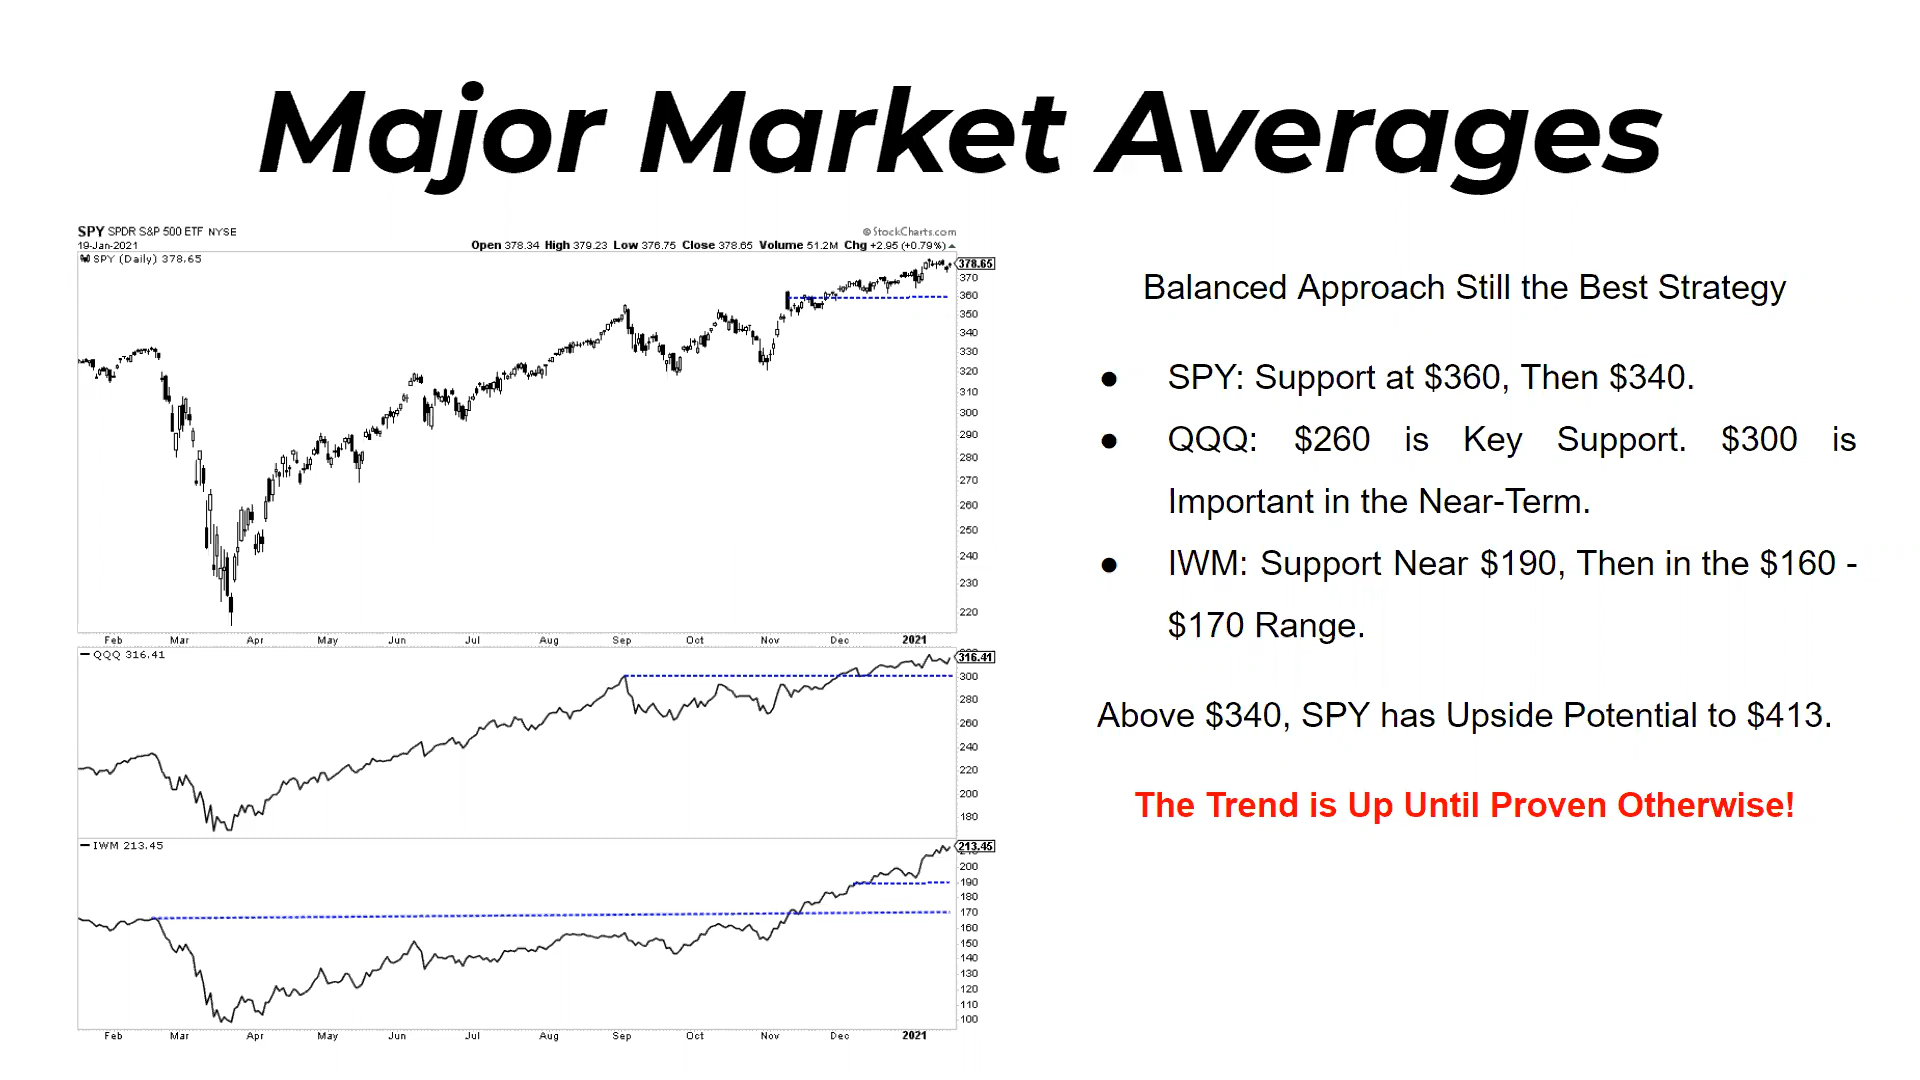 Major Market Averages
SPY SPDR S&P 500 ETF NYSE
© StockCharts.com
19-Jan-2021
Open 378.34 High 379.23 Low 376.75 Close 378.65 Volume 51.2M Chg +2.95 (+0.79%)
SPY (Daily) 378.65
378.65
370
360
350
340
330
320
310
300
290
280
270
260
250
240
230
220
Feb Mar Apr May Jun Jul Aug Sep Oct Nov Dec 2021
QQQ 316.41
316.41
300
280
260
240
220
200
180
IWM 213.45
213.45
200
190
180
170
160
150
140
130
120
110
100
Feb Mar Apr May Jun Jul Aug Sep Oct Nov Dec 2021
Balanced Approach Still the Best Strategy
● SPY: Support at $360, Then $340.
● QQQ: $260 is Key Support. $300 is
Important in the Near-Term.
● IWM: Support Near $190, Then in the $160 -
$170 Range.
Above $340, SPY has Upside Potential to $413.
The Trend is Up Until Proven Otherwise!